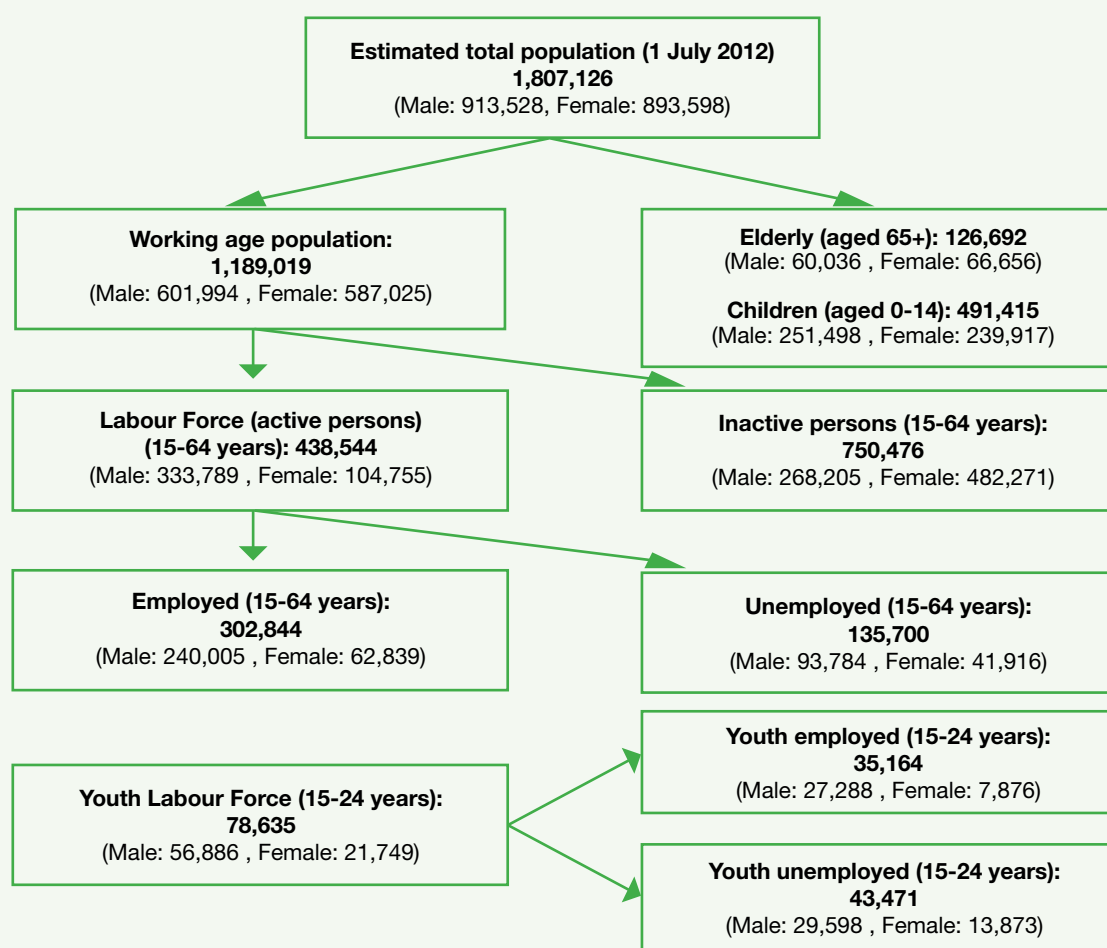 Estimated total population (1 July 2012)
1,807,126
(Male: 913,528, Female: 893,598)
Working age population:
1,189,019
(Male: 601,994 , Female: 587,025)
Elderly (aged 65+): 126,692
(Male: 60,036 , Female: 66,656)
Children (aged 0-14): 491,415
(Male: 251,498 , Female: 239,917)
Labour Force (active persons)
(15-64 years): 438,544
(Male: 333,789 , Female: 104,755)
Inactive persons (15-64 years):
750,476
(Male: 268,205 , Female: 482,271)
Employed (15-64 years):
302,844
(Male: 240,005 , Female: 62,839)
Unemployed (15-64 years):
135,700
(Male: 93,784 , Female: 41,916)
Youth Labour Force (15-24 years):
78,635
(Male: 56,886 , Female: 21,749)
Youth employed (15-24 years):
35,164
(Male: 27,288 , Female: 7,876)
Youth unemployed (15-24 years):
43,471
(Male: 29,598 , Female: 13,873)